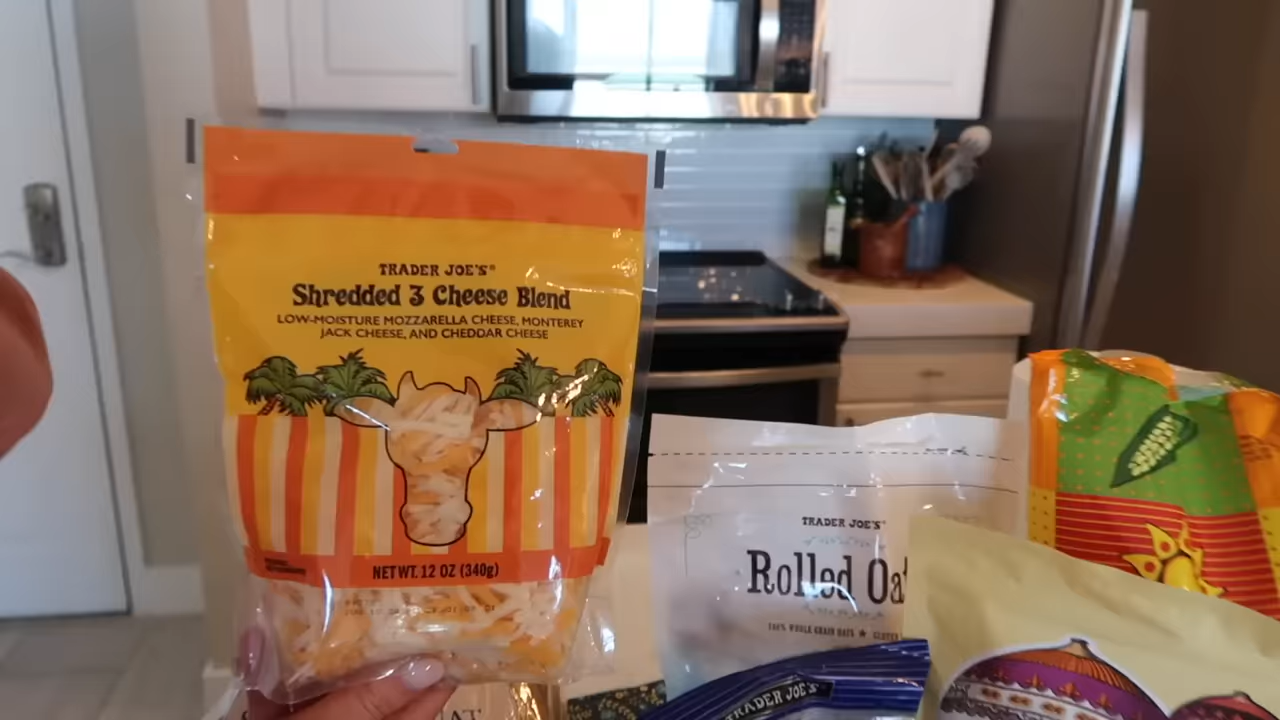 TRADER JOE'S®
Shredded 3 Cheese Blend
LOW-MOISTURE MOZZARELLA CHEESE, MONTEREY
JACK CHEESE, AND CHEDDAR CHEESE
NET WT. 12 OZ (340g)
TRADER JOE'S®
Rolled Oa
100% WHOLE GRAIN OATS ★
TRADER JOE'S